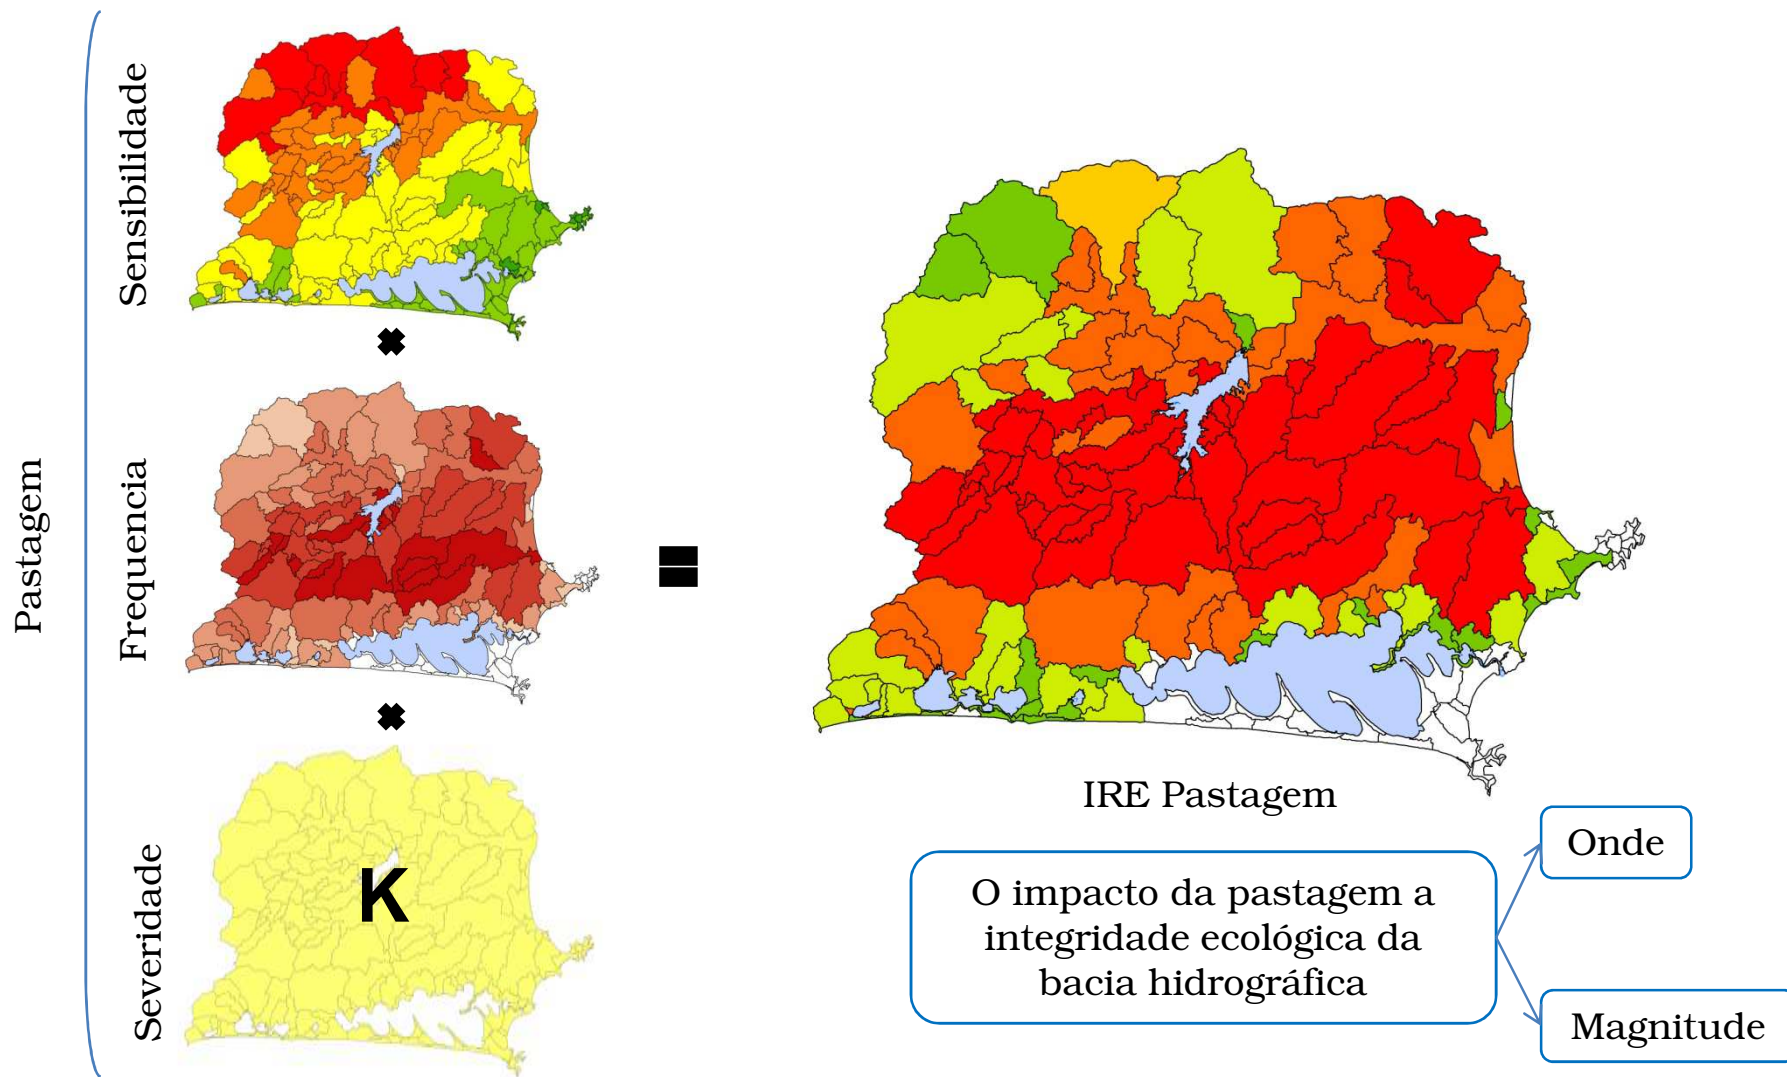 Pastagem
Sensibilidade
Frequencia
Severidade
K
IRE Pastagem
O impacto da pastagem a
integridade ecológica da
bacia hidrográfica
Onde
Magnitude